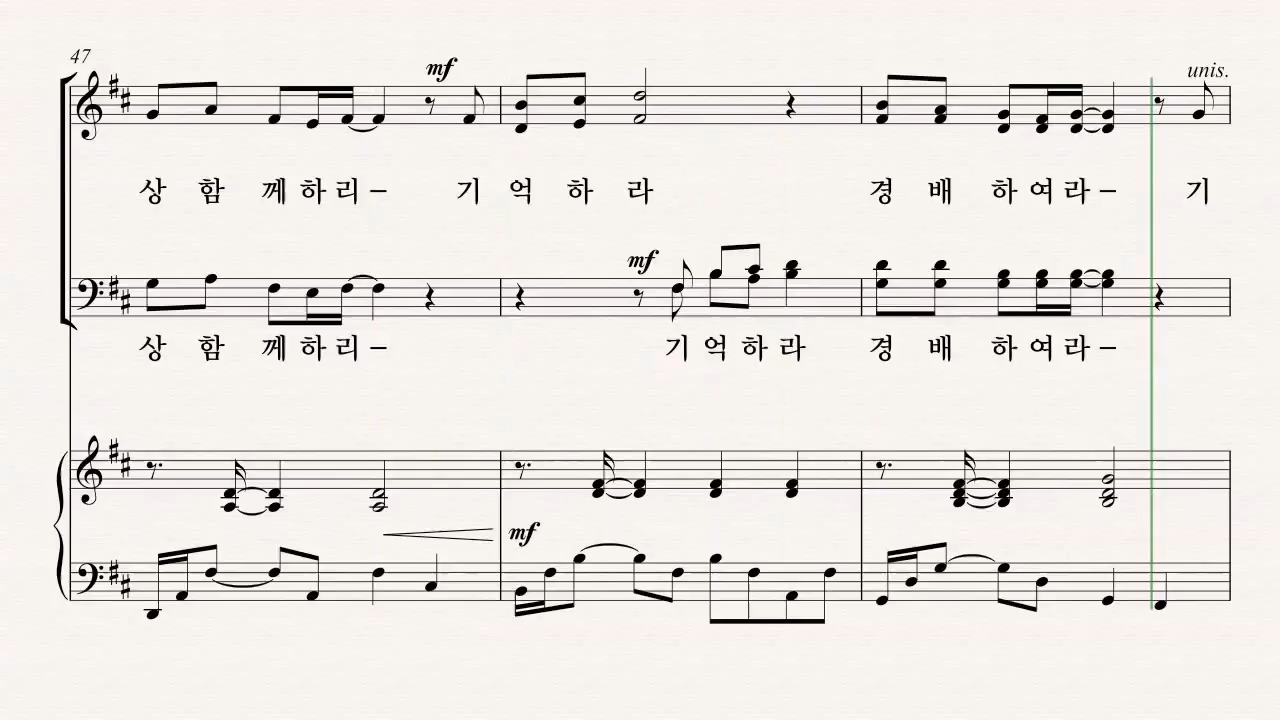 47
mf
unis.
상 함 께 하 리 – 기 억 하 라 경 배 하 여 라 – 기
mf
상 함 께 하 리 – 기 억 하 라 경 배 하 여 라 –
mf